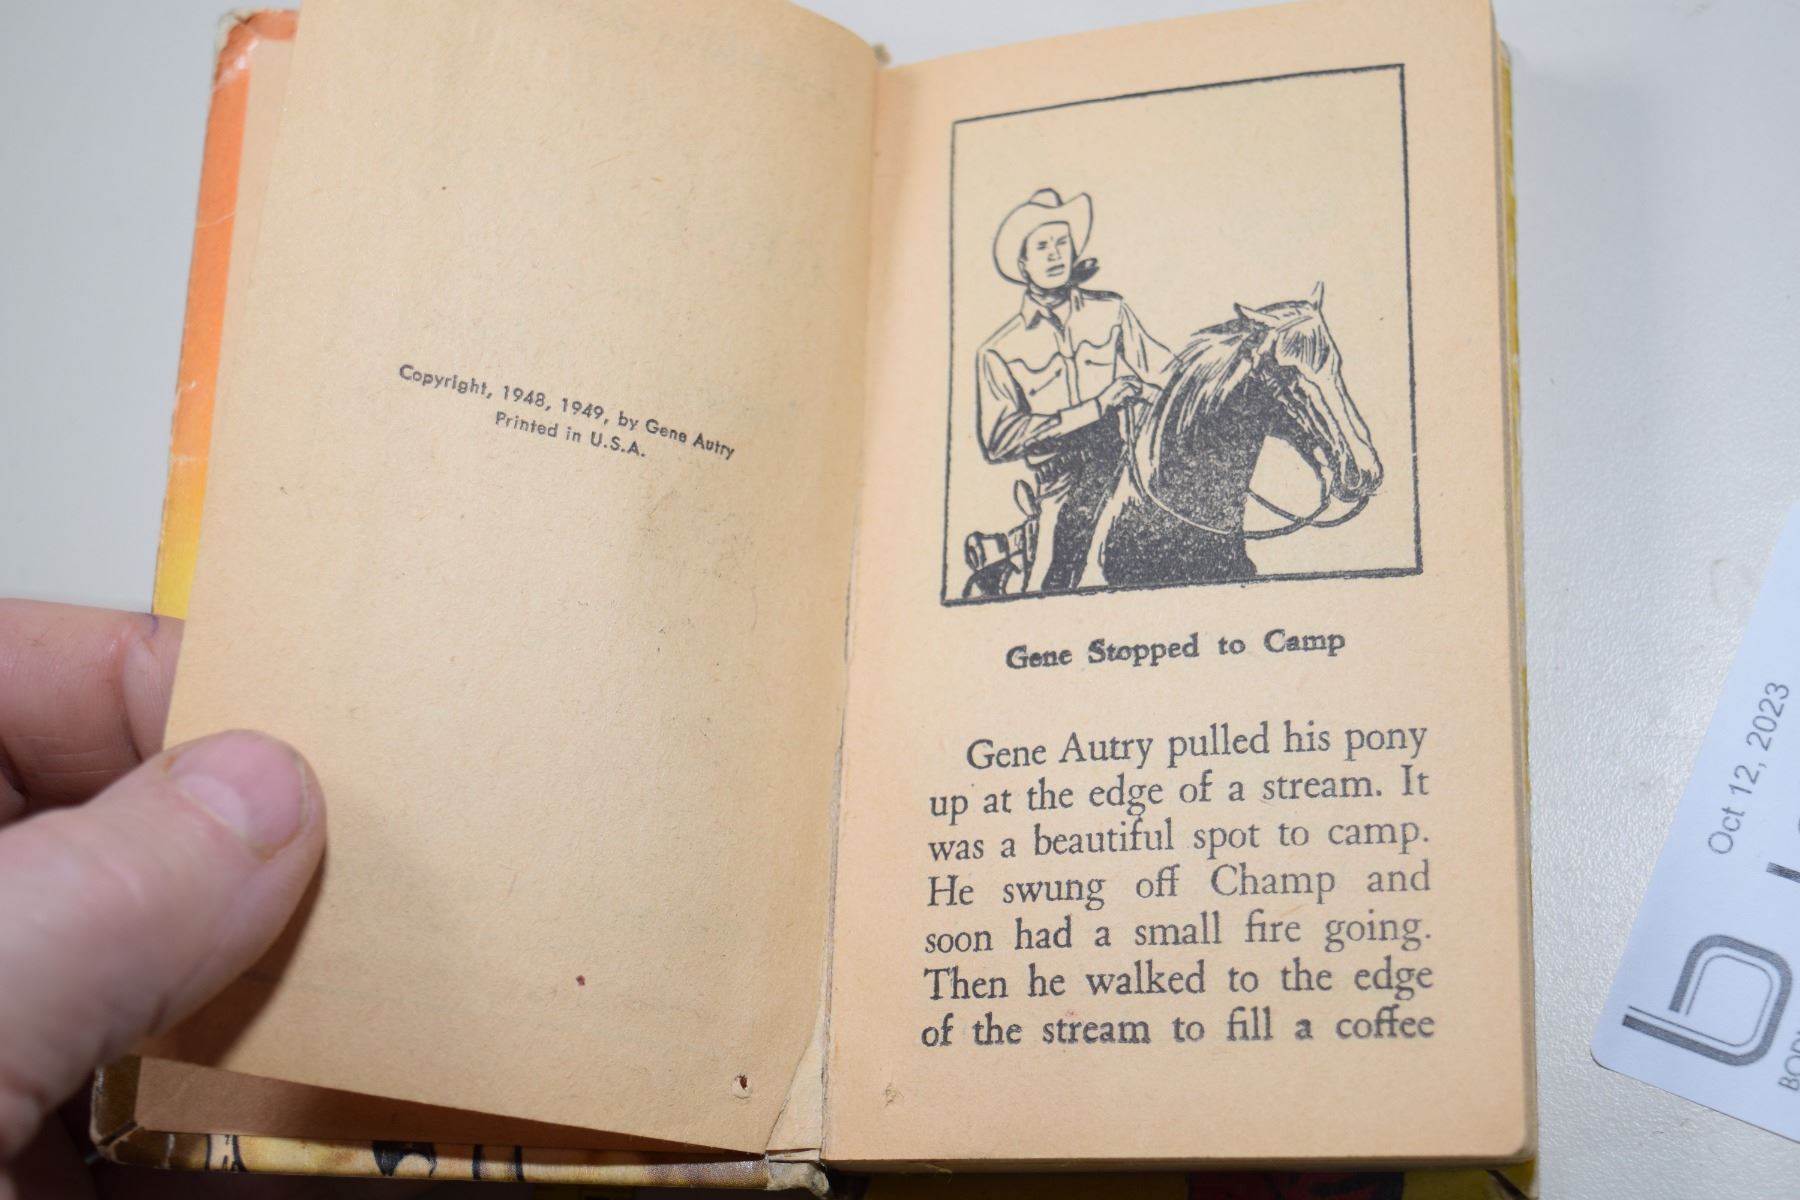 Copyright, 1948, 1949, by Gene Autry
Printed in U.S.A.
Gene Stopped to Camp
Gene Autry pulled his pony
up at the edge of a stream. It
was a beautiful spot to camp.
He swung off Champ and
soon had a small fire going.
Then he walked to the edge
of the stream to fill a coffee
Oct 12, 2023